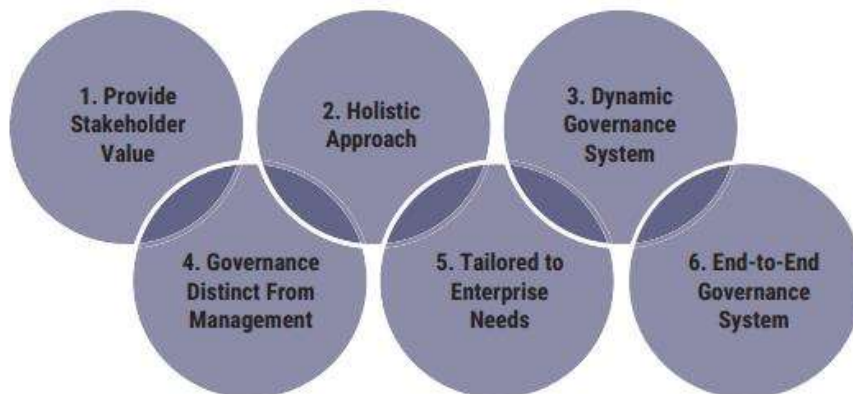 1. Provide
Stakeholder
Value
2. Holistic
Approach
3. Dynamic
Governance
System
4. Governance
Distinct From
Management
5. Tailored to
Enterprise
Needs
6. End-to-End
Governance
System